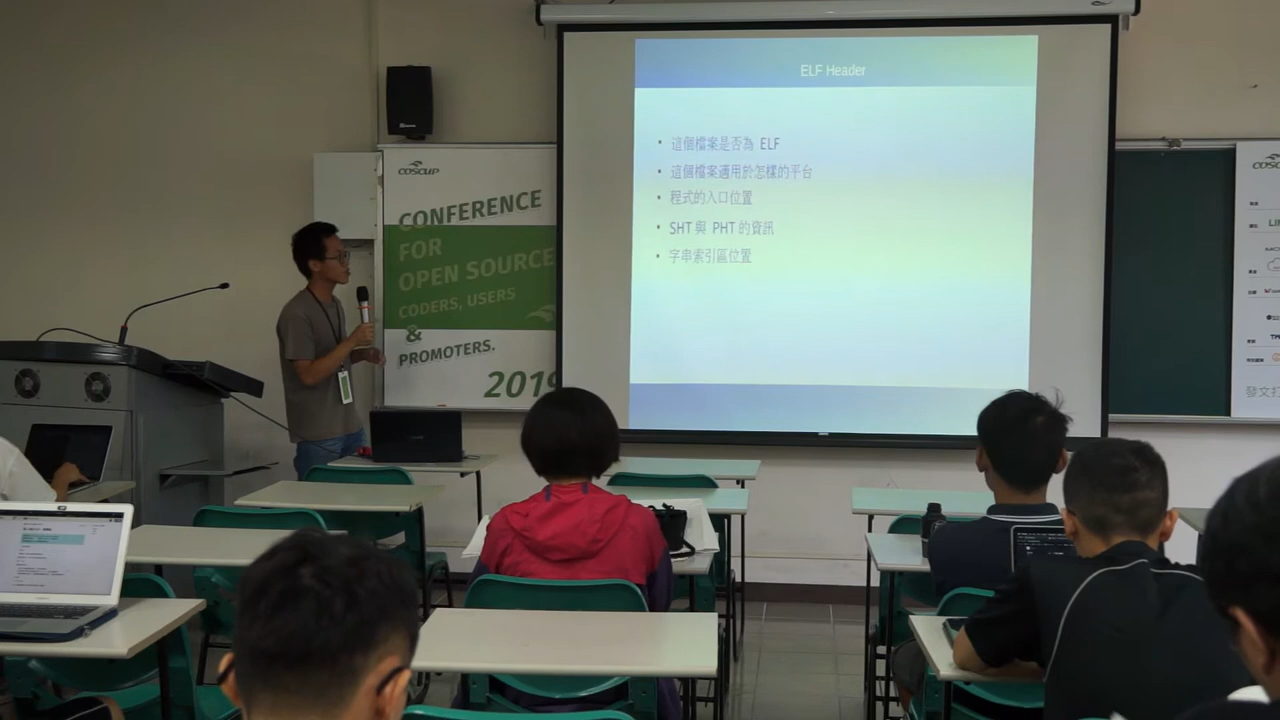 ELF Header
• 這個檔案是否為 ELF
• 這個檔案適用於怎樣的平台
• 程式的入口位置
• SHT 與 PHT 的資訊
• 字串索引區位置
COSCUP
CONFERENCE
FOR
OPEN SOURCE
CODERS, USERS
&
PROMOTERS.
2019